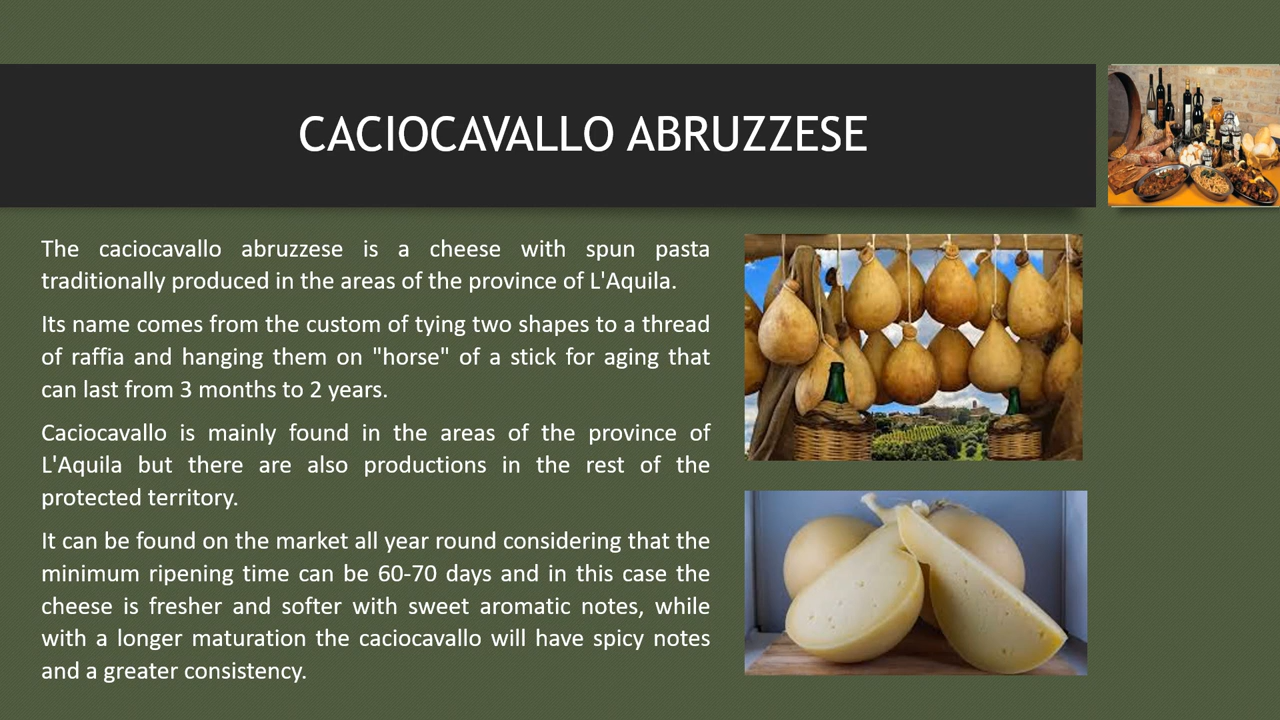 CACIOCAVALLO ABRUZZESE
The caciocavallo abruzzese is a cheese with spun pasta
traditionally produced in the areas of the province of L'Aquila.
Its name comes from the custom of tying two shapes to a thread
of raffia and hanging them on "horse" of a stick for aging that
can last from 3 months to 2 years.
Caciocavallo is mainly found in the areas of the province of
L'Aquila but there are also productions in the rest of the
protected territory.
It can be found on the market all year round considering that the
minimum ripening time can be 60-70 days and in this case the
cheese is fresher and softer with sweet aromatic notes, while
with a longer maturation the caciocavallo will have spicy notes
and a greater consistency.